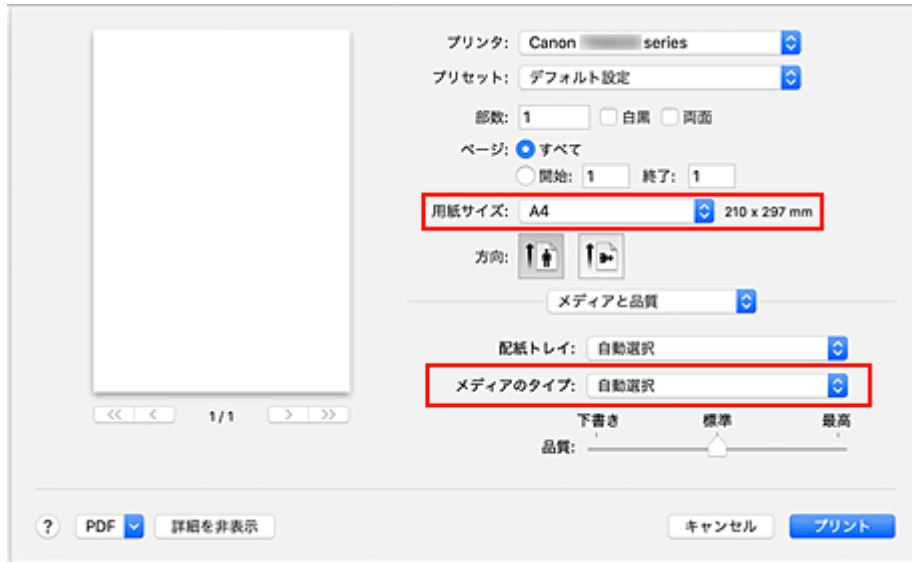 プリンタ: Canon series
プリセット: デフォルト設定
部数: 1 白黒 両面
ページ: すべて
開始: 1 終了: 1
用紙サイズ: A4 210 x 297 mm
方向:
メディアと品質
配紙トレイ: 自動選択
メディアのタイプ: 自動選択
下書き 標準 最高
品質:
<< < 1/1 > >>
? PDF 詳細を非表示 キャンセル プリント